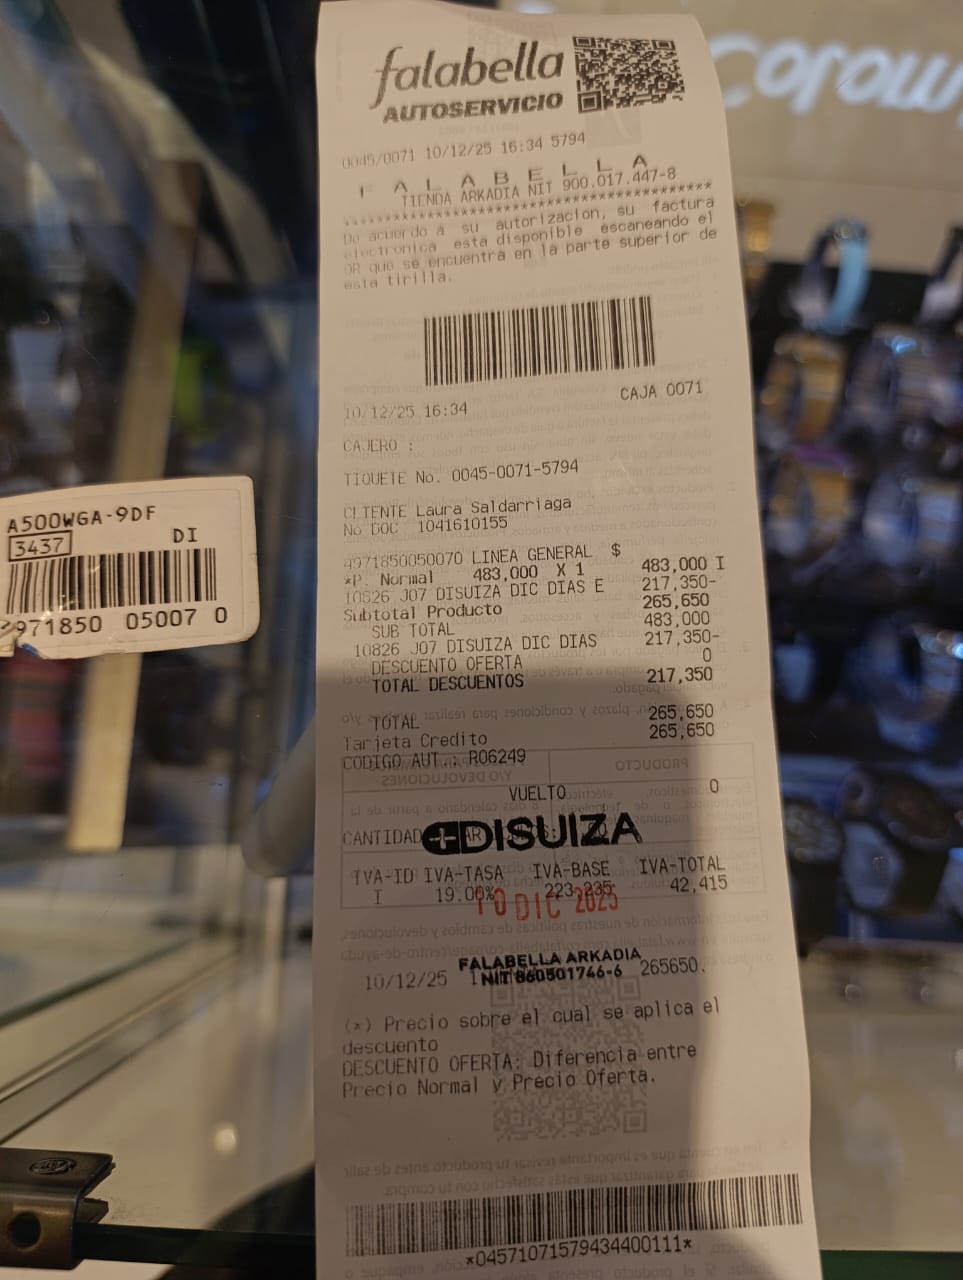 falabella
AUTOSERVICIO
0045/0071 10/12/25 16:34 5794
F A L A B E L L A
TIENDA ARKADIA NIT 900.017.447-8
****************************************
De acuerdo a su autorizacion, su factura
electronica esta disponible escaneando el
QR que se encuentra en la parte superior de
esta tirilla.
CAJA 0071
10/12/25 16:34
CAJERO :
TIQUETE No. 0045-0071-5794
CLIENTE Laura Saldarriaga
No DOC 1041610155
4971850050070 LINEA GENERAL $
*P. Normal 483,000 X 1 483,000 I
10826 J07 DISUIZA DIC DIAS E 217,350-
Subtotal Producto 265,650
SUB TOTAL 483,000
10826 J07 DISUIZA DIC DIAS 217,350-
DESCUENTO OFERTA 0
TOTAL DESCUENTOS 217,350
TOTAL 265,650
Tarjeta Credito 265,650
CODIGO AUT.: R06249
VUELTO 0
CANTIDAD
DISUIZA
IVA-ID IVA-TASA IVA-BASE IVA-TOTAL
I 19.00% 223,235 42,415
10 DIC 2025
FALABELLA ARKADIA
10/12/25 NIT 860501746-6 265650.
(*) Precio sobre el cual se aplica el
descuento
DESCUENTO OFERTA: Diferencia entre
Precio Normal y Precio Oferta.
*04571071579434400111*
A500WGA-9DF
3437 DI
971850 05007 0